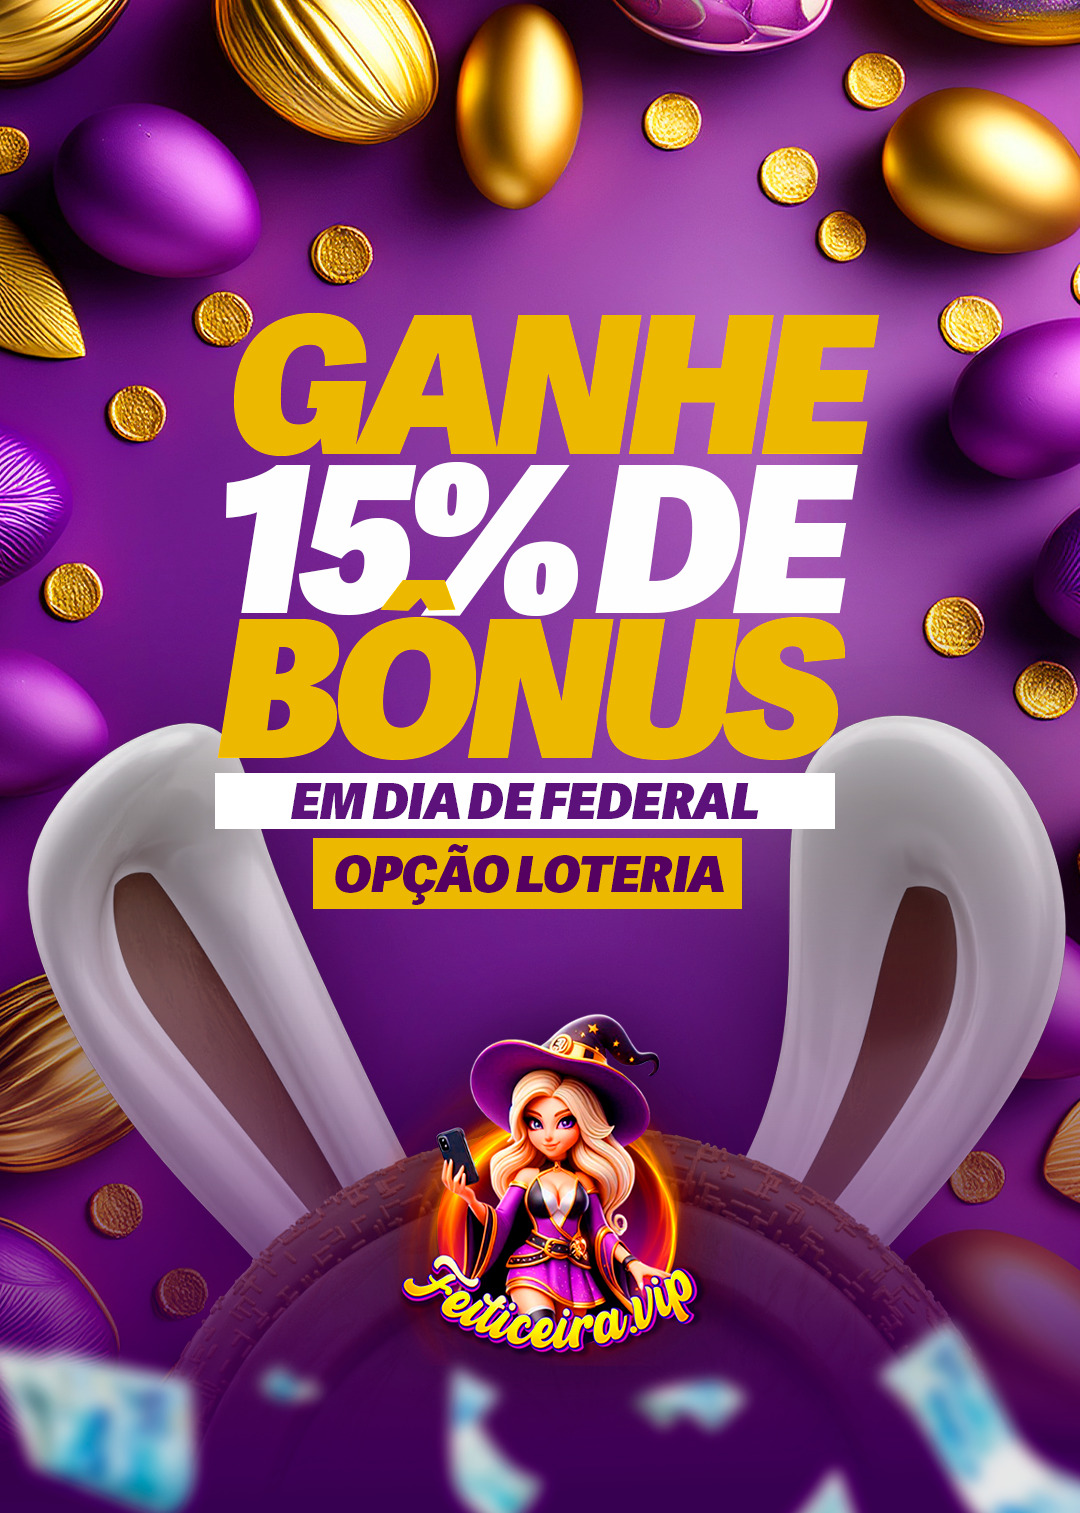 GANHE
15% DE
BÔNUS
EM DIA DE FEDERAL
OPÇÃO LOTERIA
Feiticeira.vip